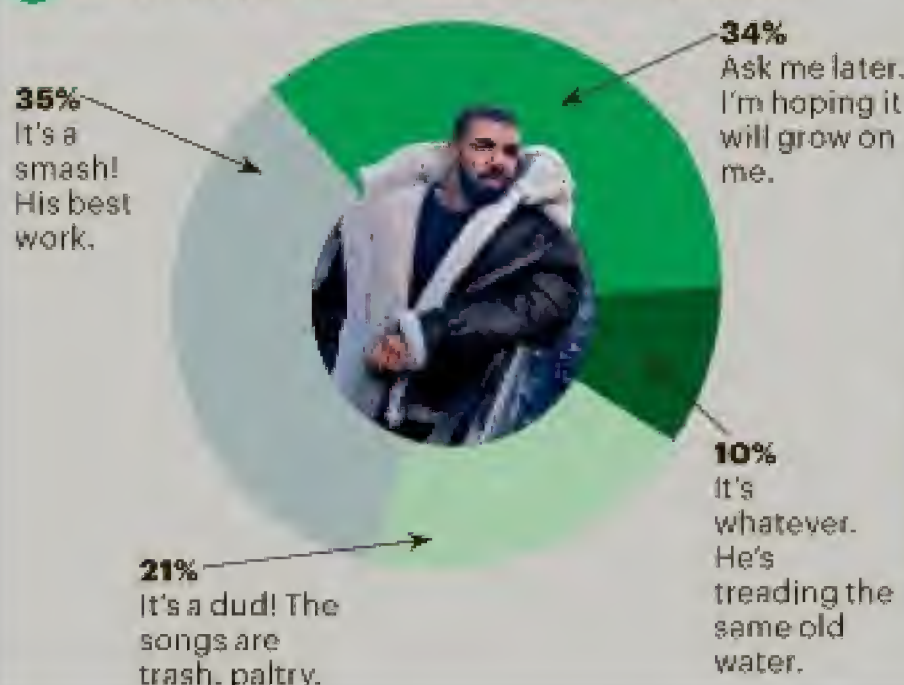 34%
Ask me later.
I'm hoping it
will grow on
me.
35%
It's a
smash!
His best
work.
10%
It's
whatever.
He's
treading the
same old
water.
21%
It's a dud! The
songs are
trash, paltry.